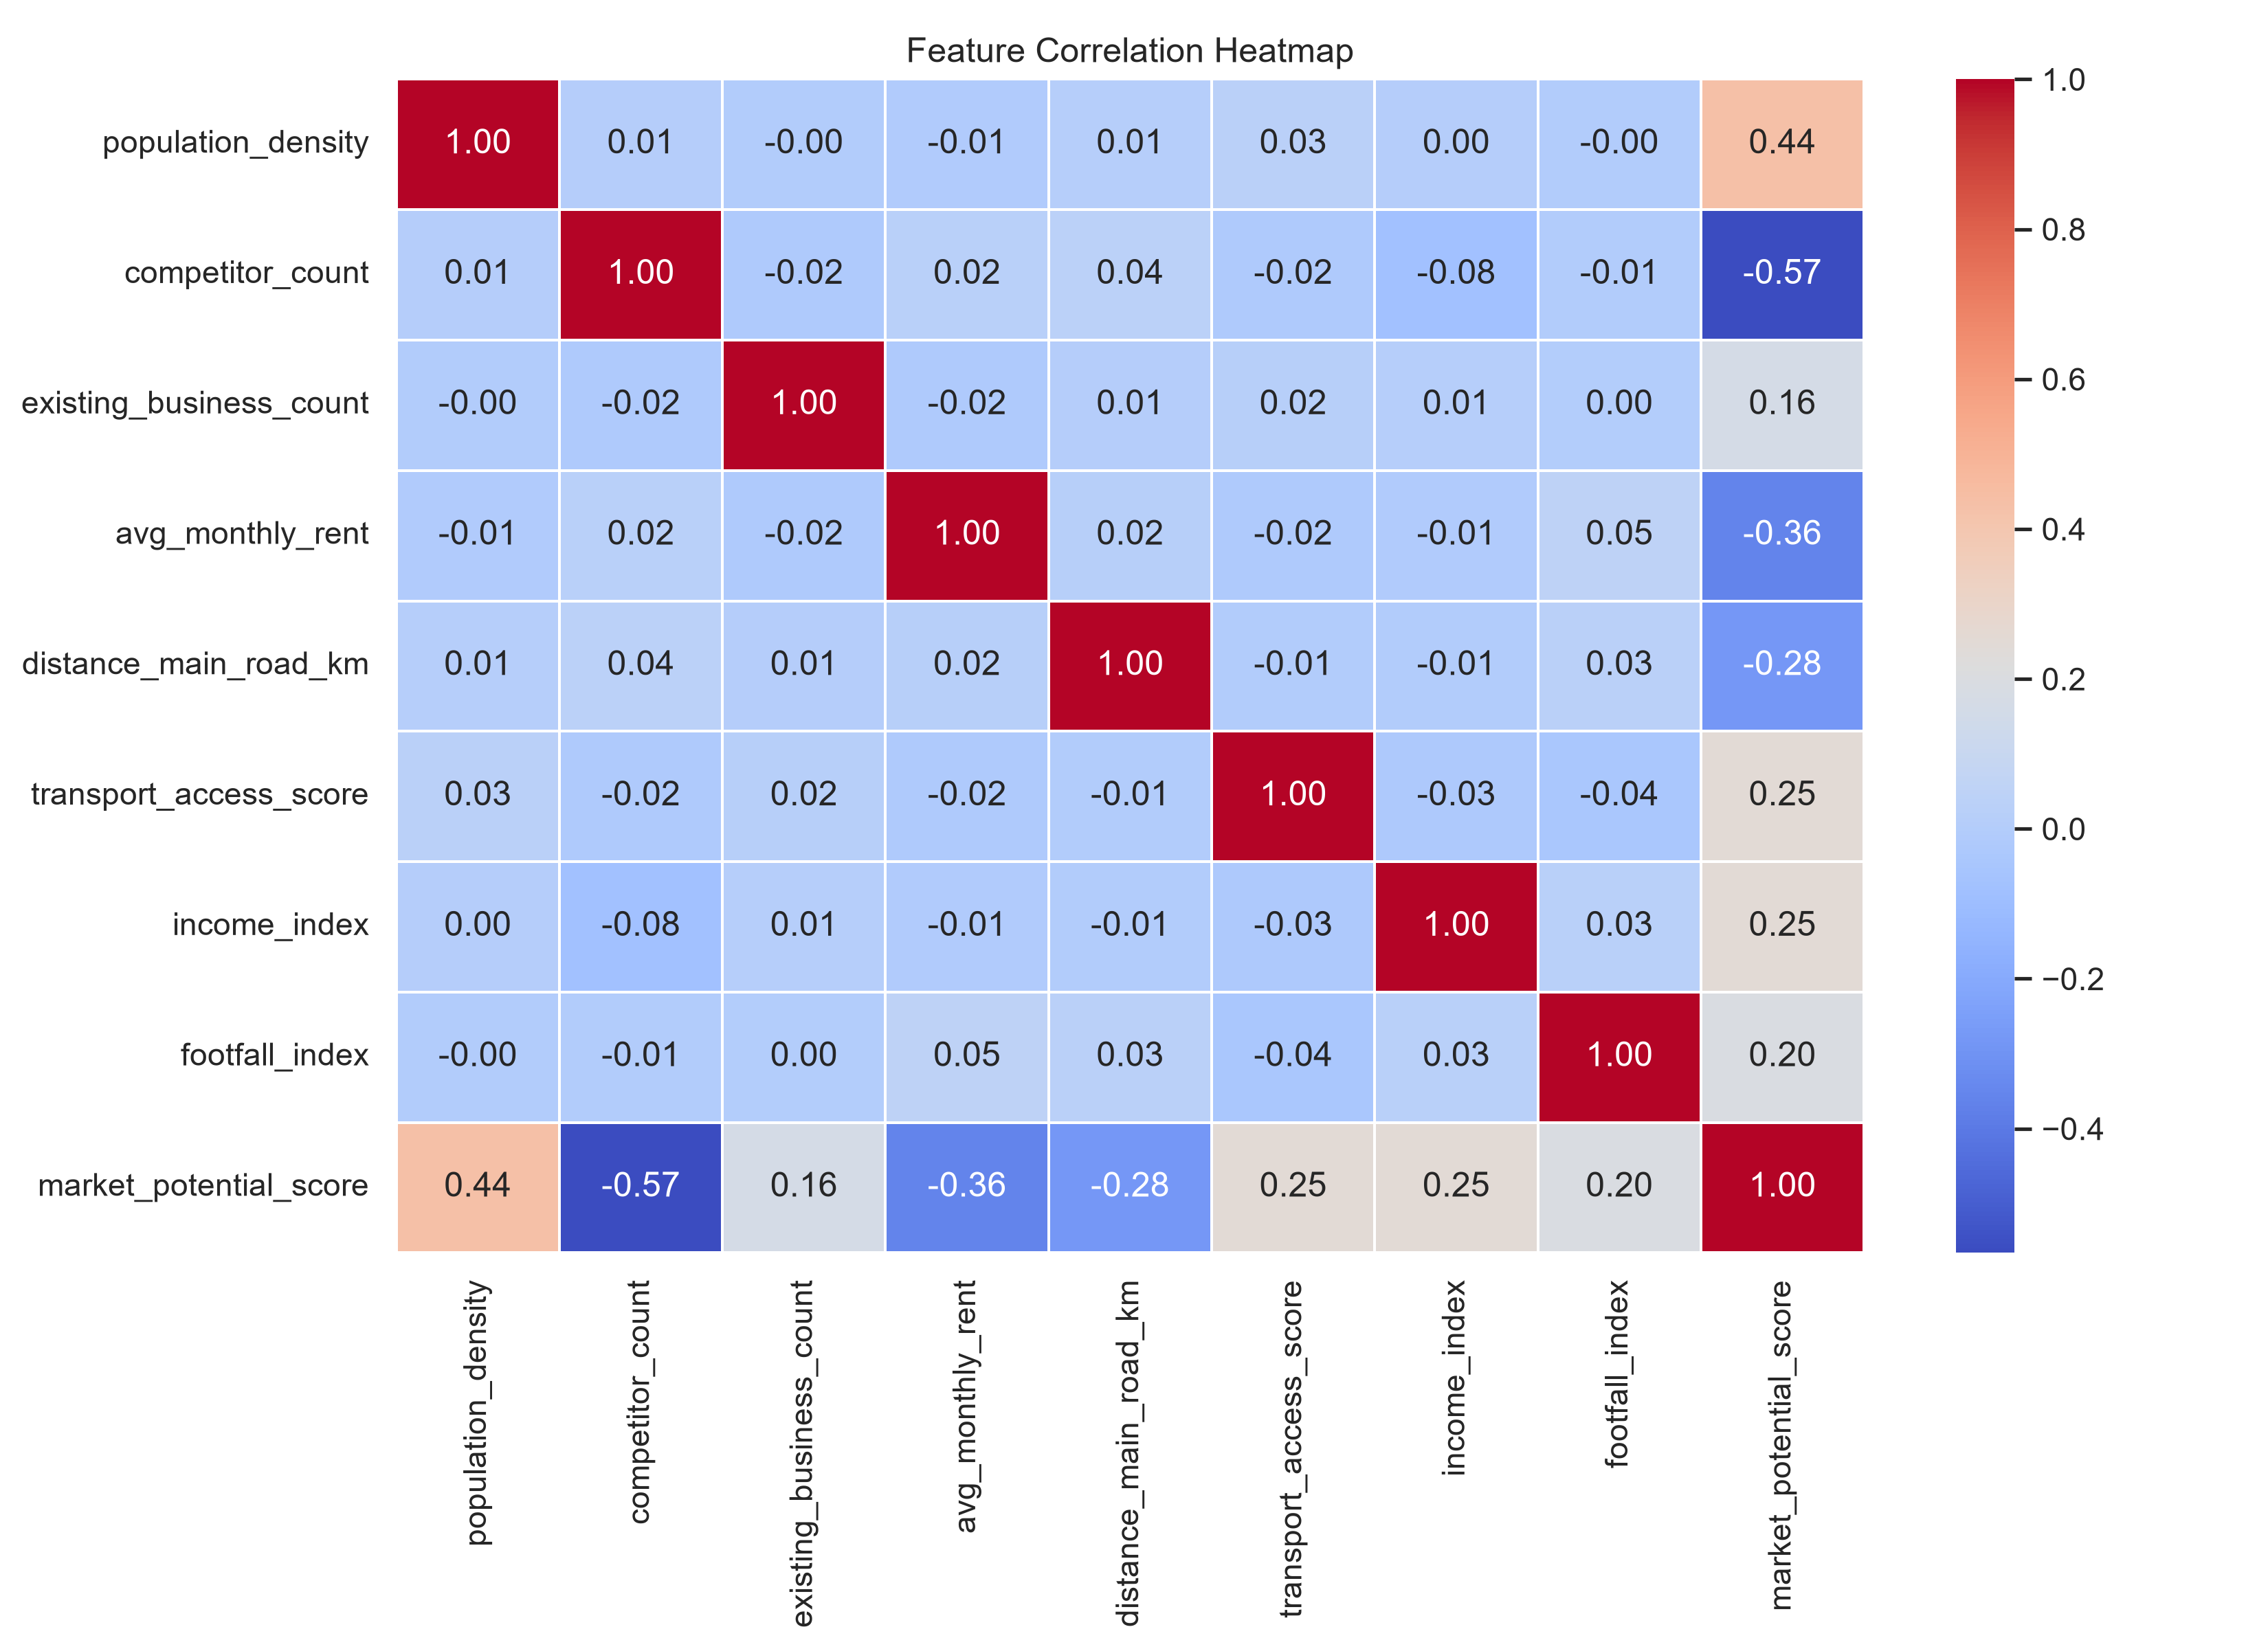 Feature Correlation Heatmap
population_density 1.00 0.01 -0.00 -0.01 0.01 0.03 0.00 -0.00 0.44
competitor_count 0.01 1.00 -0.02 0.02 0.04 -0.02 -0.08 -0.01 -0.57
existing_business_count -0.00 -0.02 1.00 -0.02 0.01 0.02 0.01 0.00 0.16
avg_monthly_rent -0.01 0.02 -0.02 1.00 0.02 -0.02 -0.01 0.05 -0.36
distance_main_road_km 0.01 0.04 0.01 0.02 1.00 -0.01 -0.01 0.03 -0.28
transport_access_score 0.03 -0.02 0.02 -0.02 -0.01 1.00 -0.03 -0.04 0.25
income_index 0.00 -0.08 0.01 -0.01 -0.01 -0.03 1.00 0.03 0.25
footfall_index -0.00 -0.01 0.00 0.05 0.03 -0.04 0.03 1.00 0.20
market_potential_score 0.44 -0.57 0.16 -0.36 -0.28 0.25 0.25 0.20 1.00
population_density
competitor_count
existing_business_count
avg_monthly_rent
distance_main_road_km
transport_access_score
income_index
footfall_index
market_potential_score
1.0
0.8
0.6
0.4
0.2
0.0
−0.2
−0.4